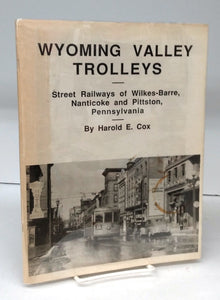 WYOMING VALLEY
TROLLEYS
Street Railways of Wilkes-Barre,
Nanticoke and Pittston,
Pennsylvania
By Harold E. Cox